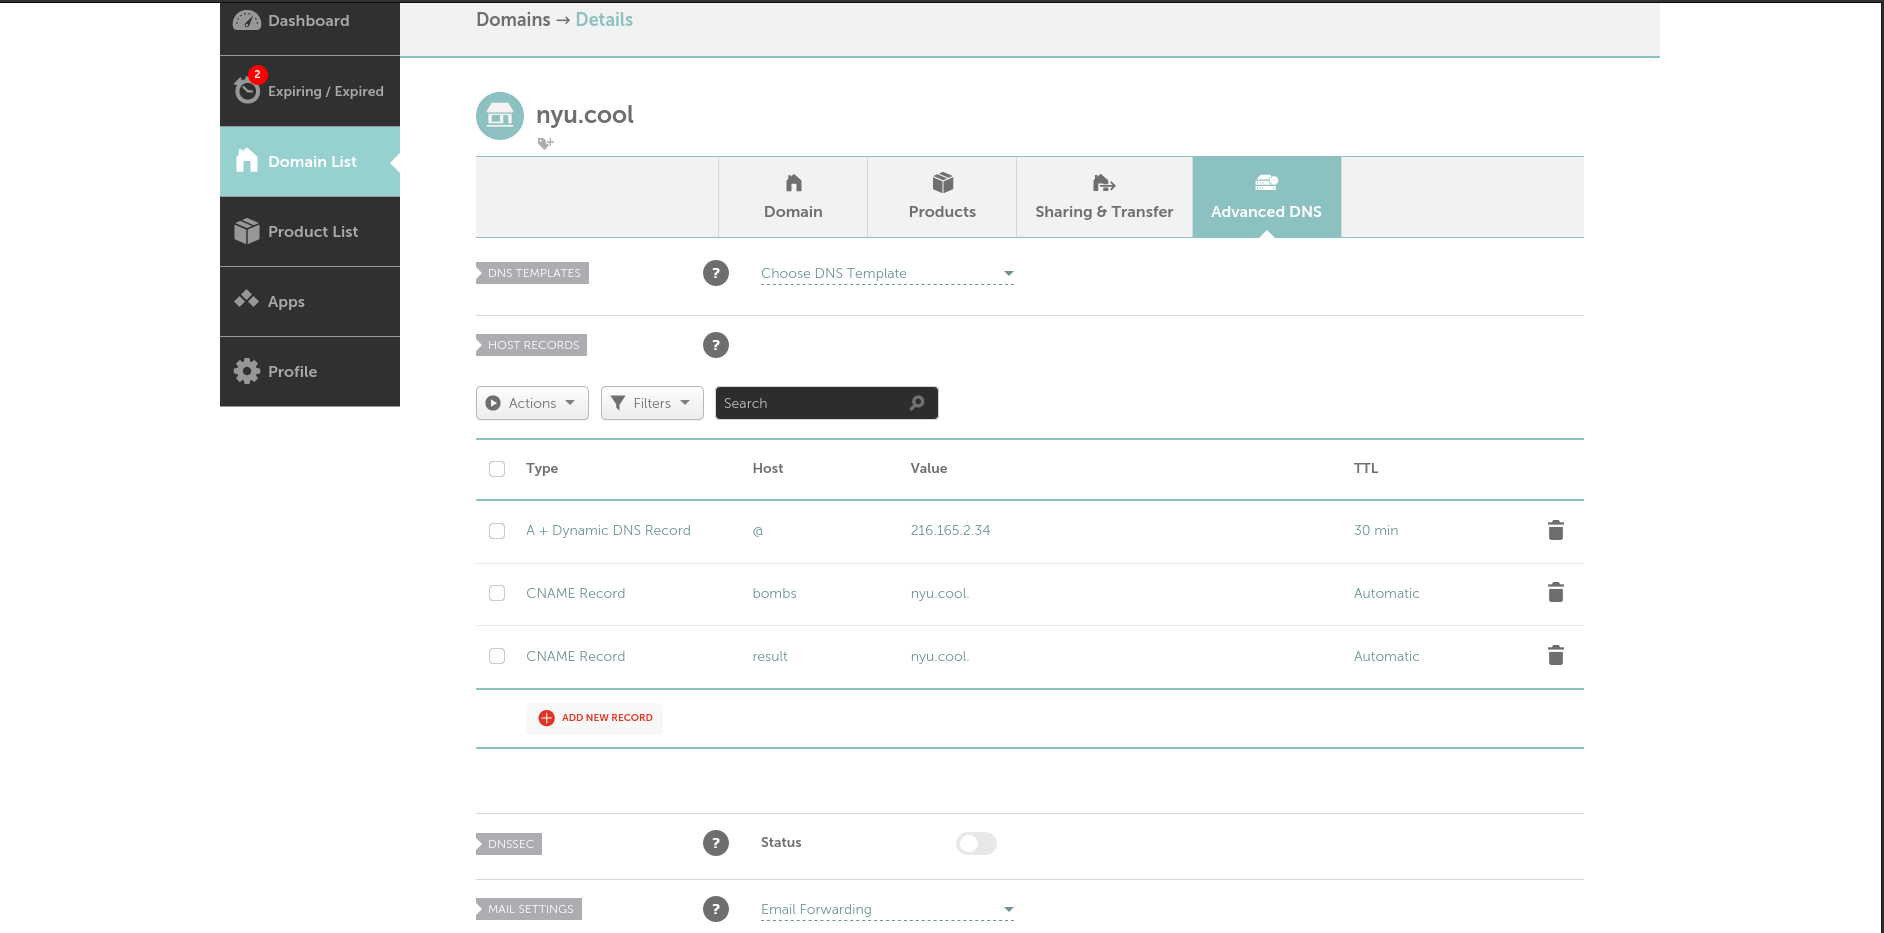 Dashboard
Domains → Details
2
Expiring / Expired
nyu.cool
Domain List
Product List
Apps
Profile
Domain
Products
Sharing & Transfer
Advanced DNS
DNS TEMPLATES
?
Choose DNS Template
HOST RECORDS
?
Actions
Filters
Search
Type Host Value TTL
A + Dynamic DNS Record @ 216.165.2.34 30 min
CNAME Record bombs nyu.cool. Automatic
CNAME Record result nyu.cool. Automatic
ADD NEW RECORD
DNSSEC
?
Status
MAIL SETTINGS
?
Email Forwarding